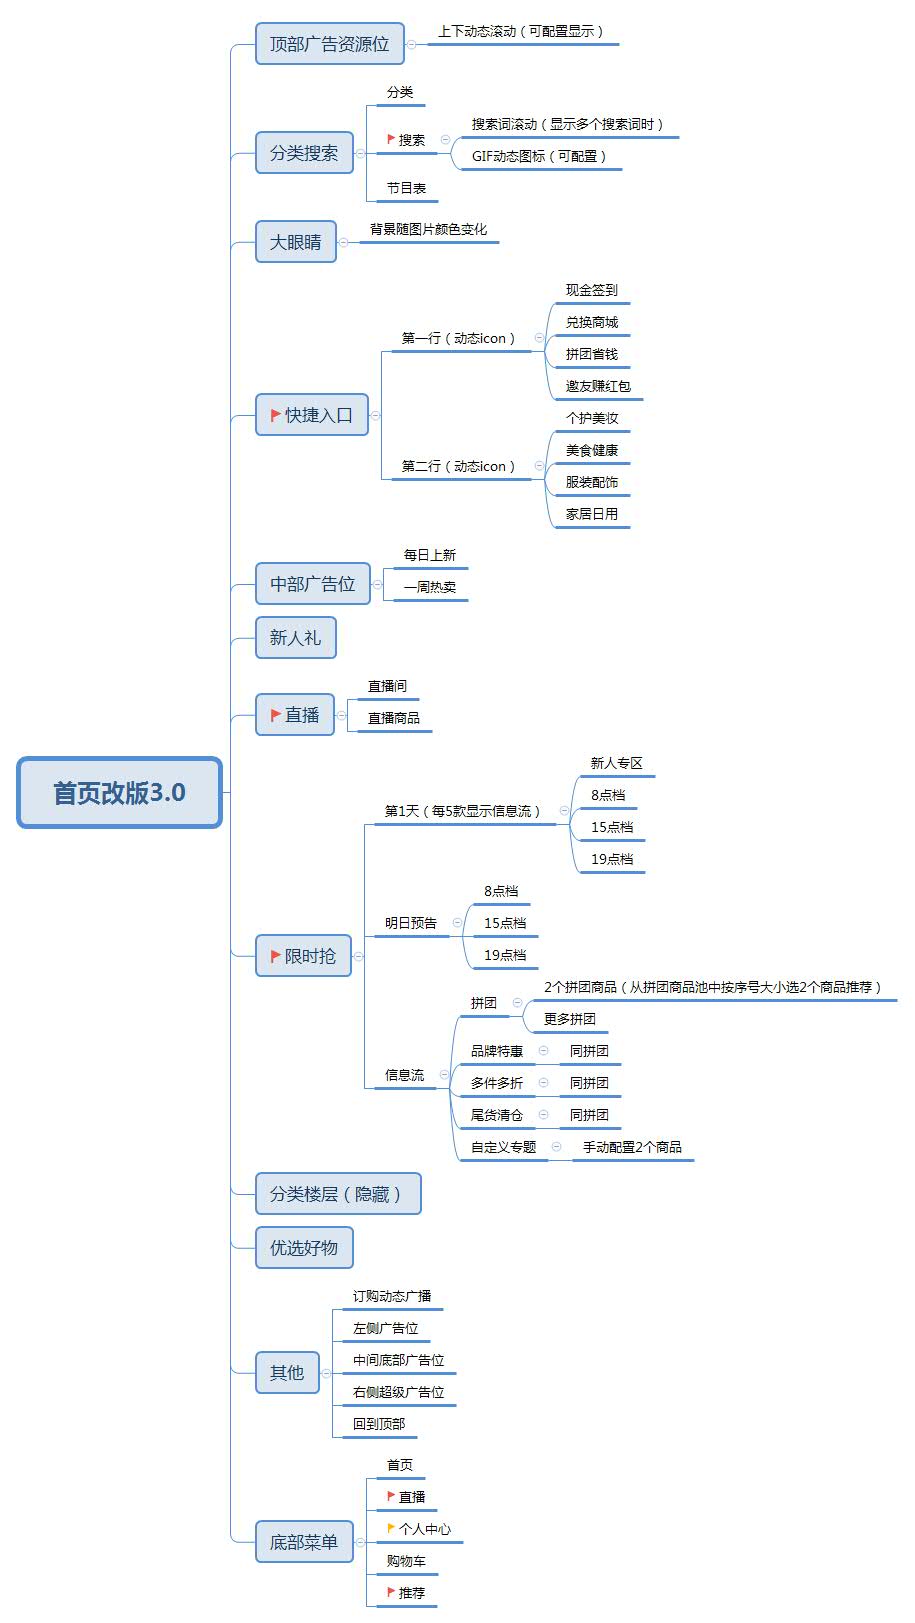 首页改版3.0
顶部广告资源位
上下动态滚动（可配置显示）
分类搜索
分类
搜索
搜索词滚动（显示多个搜索词时）
GIF动态图标（可配置）
节目表
大眼睛
背景随图片颜色变化
快捷入口
第一行（动态icon）
现金签到
兑换商城
拼团省钱
邀友赚红包
第二行（动态icon）
个护美妆
美食健康
服装配饰
家居日用
中部广告位
每日上新
一周热卖
新人礼
直播
直播间
直播商品
限时抢
第1天（每5款显示信息流）
新人专区
8点档
15点档
19点档
明日预告
8点档
15点档
19点档
信息流
拼团
2个拼团商品（从拼团商品池中按序号大小选2个商品推荐）
更多拼团
品牌特惠
同拼团
多件多折
同拼团
尾货清仓
同拼团
自定义专题
手动配置2个商品
分类楼层（隐藏）
优选好物
其他
订购动态广播
左侧广告位
中间底部广告位
右侧超级广告位
回到顶部
底部菜单
首页
直播
个人中心
购物车
推荐